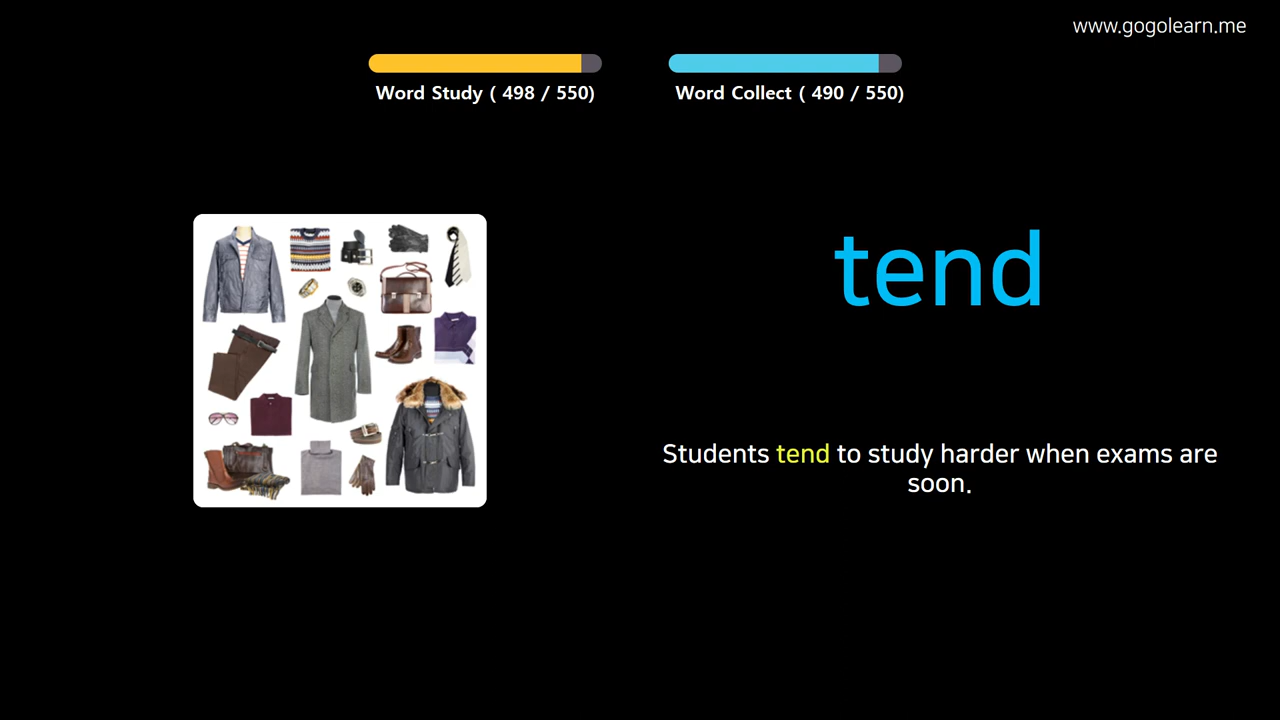 www.gogolearn.me
Word Study ( 498 / 550)
Word Collect ( 490 / 550)
tend
Students tend to study harder when exams are
soon.